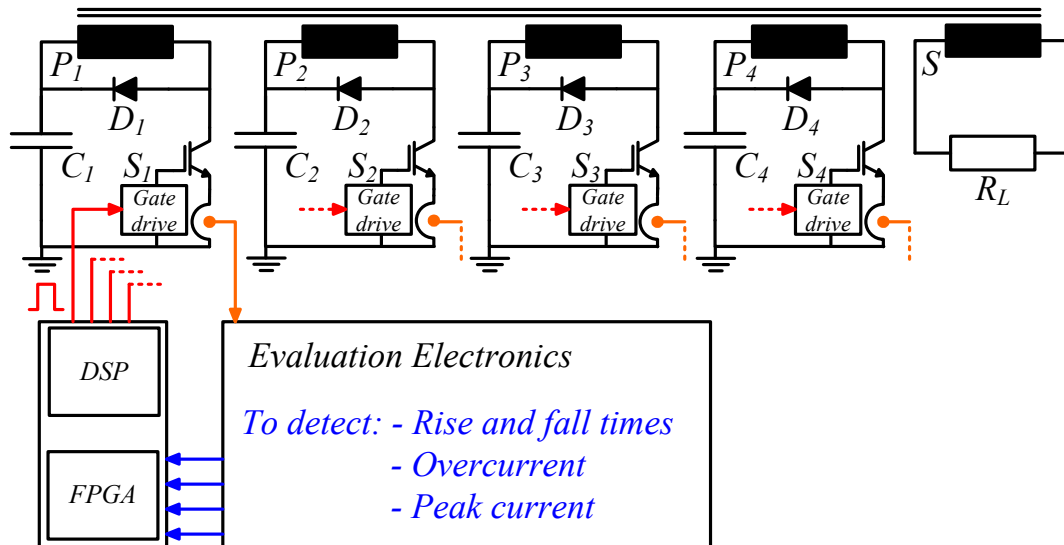 P1 P2 P3 P4 S
D1 D2 D3 D4
C1 S1 C2 S2 C3 S3 C4 S4 RL
Gate Gate Gate Gate
drive drive drive drive
DSP
FPGA
Evaluation Electronics
To detect: - Rise and fall times
- Overcurrent
- Peak current